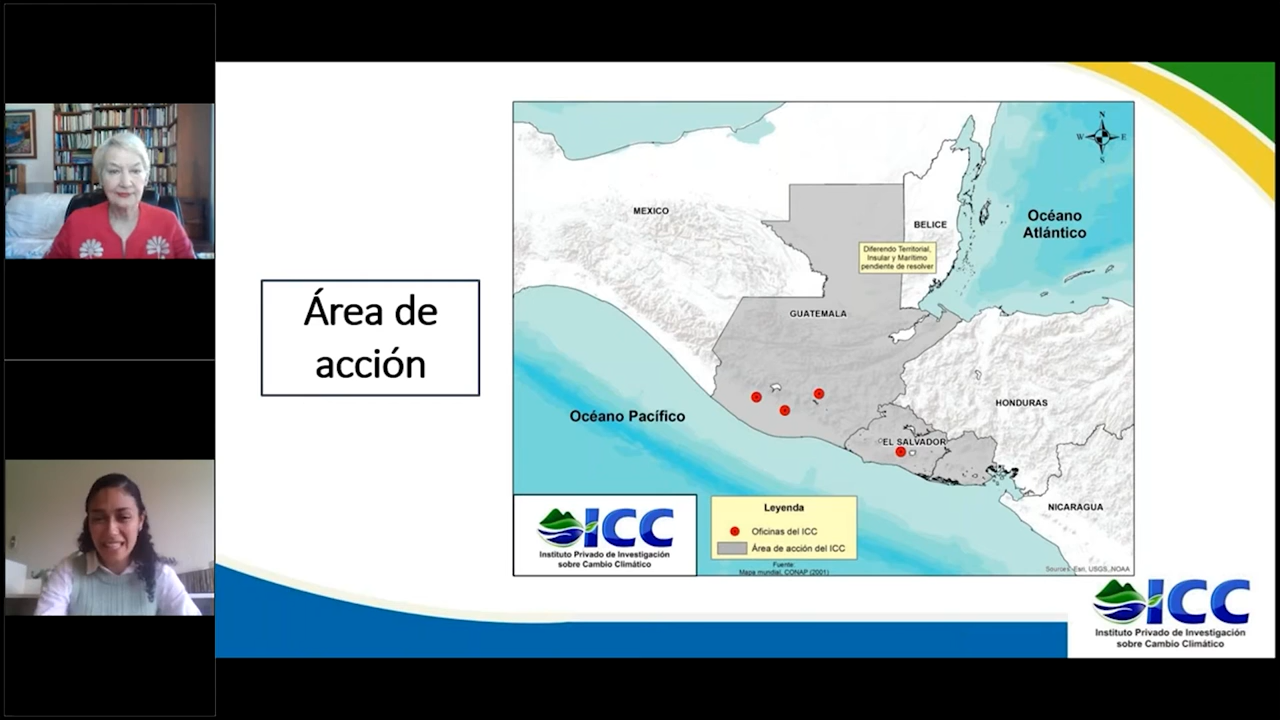 Área de
acción
N
W E
S
MEXICO
BELICE
Océano
Atlántico
Diferendo Territorial,
Insular y Marítimo
pendiente de resolver
GUATEMALA
HONDURAS
Océano Pacífico
EL SALVADOR
NICARAGUA
ICC
Instituto Privado de Investigación
sobre Cambio Climático
Leyenda
Oficinas del ICC
Área de acción del ICC
Fuente:
Mapa mundial, CONAP (2001)
Sources: Esri, USGS, NOAA
ICC
Instituto Privado de Investigación
sobre Cambio Climático